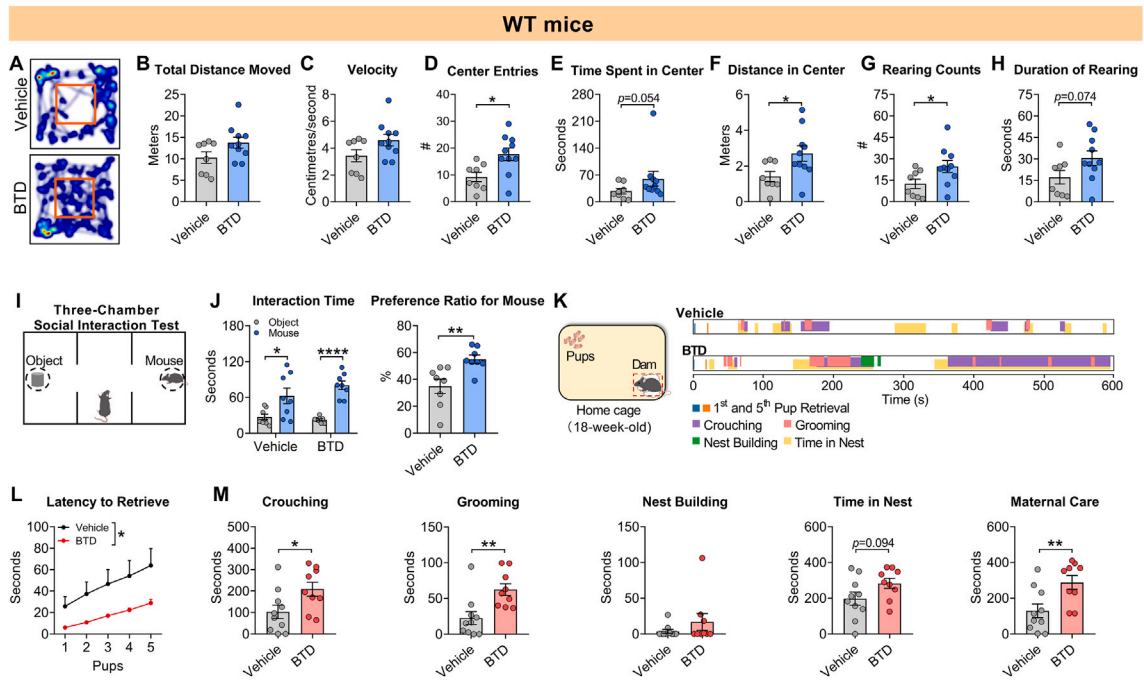 WT mice
A
Vehicle
BTD
B
Total Distance Moved
Meters
25
20
15
10
5
0
Vehicle
BTD
C
Velocity
Centimetres/second
8
6
4
2
0
Vehicle
BTD
D
Center Entries
#
40
30
20
10
0
*
Vehicle
BTD
E
Time Spent in Center
Seconds
280
210
140
70
0
p=0.054
Vehicle
BTD
F
Distance in Center
Meter
6
4
2
0
*
Vehicle
BTD
G
Rearing Counts
#
75
60
45
30
15
0
*
Vehicle
BTD
H
Duration of Rearing
Seconds
75
60
45
30
15
0
p=0.074
Vehicle
BTD
I
Three-Chamber
Social Interaction Test
Object
Mouse
J
Interaction Time
Object
Mouse
Seconds
180
120
60
0
*
****
Vehicle
BTD
Preference Ratio for Mouse
%
80
60
40
20
0
**
Vehicle
BTD
K
Pups
Dam
Home cage
(18-week-old)
Vehicle
BTD
0 100 200 300 400 500 600
Time (s)
1st and 5th Pup Retrieval
Crouching
Grooming
Nest Building
Time in Nest
L
Latency to Retrieve
Vehicle
BTD
*
Seconds
100
80
60
40
20
0
1 2 3 4 5
Pups
M
Crouching
Seconds
500
400
300
200
100
0
*
Vehicle
BTD
Grooming
Seconds
150
100
50
0
**
Vehicle
BTD
Nest Building
Seconds
150
100
50
0
Vehicle
BTD
Time in Nest
Seconds
600
400
200
0
p=0.094
Vehicle
BTD
Maternal Care
Seconds
600
400
200
0
**
Vehicle
BTD